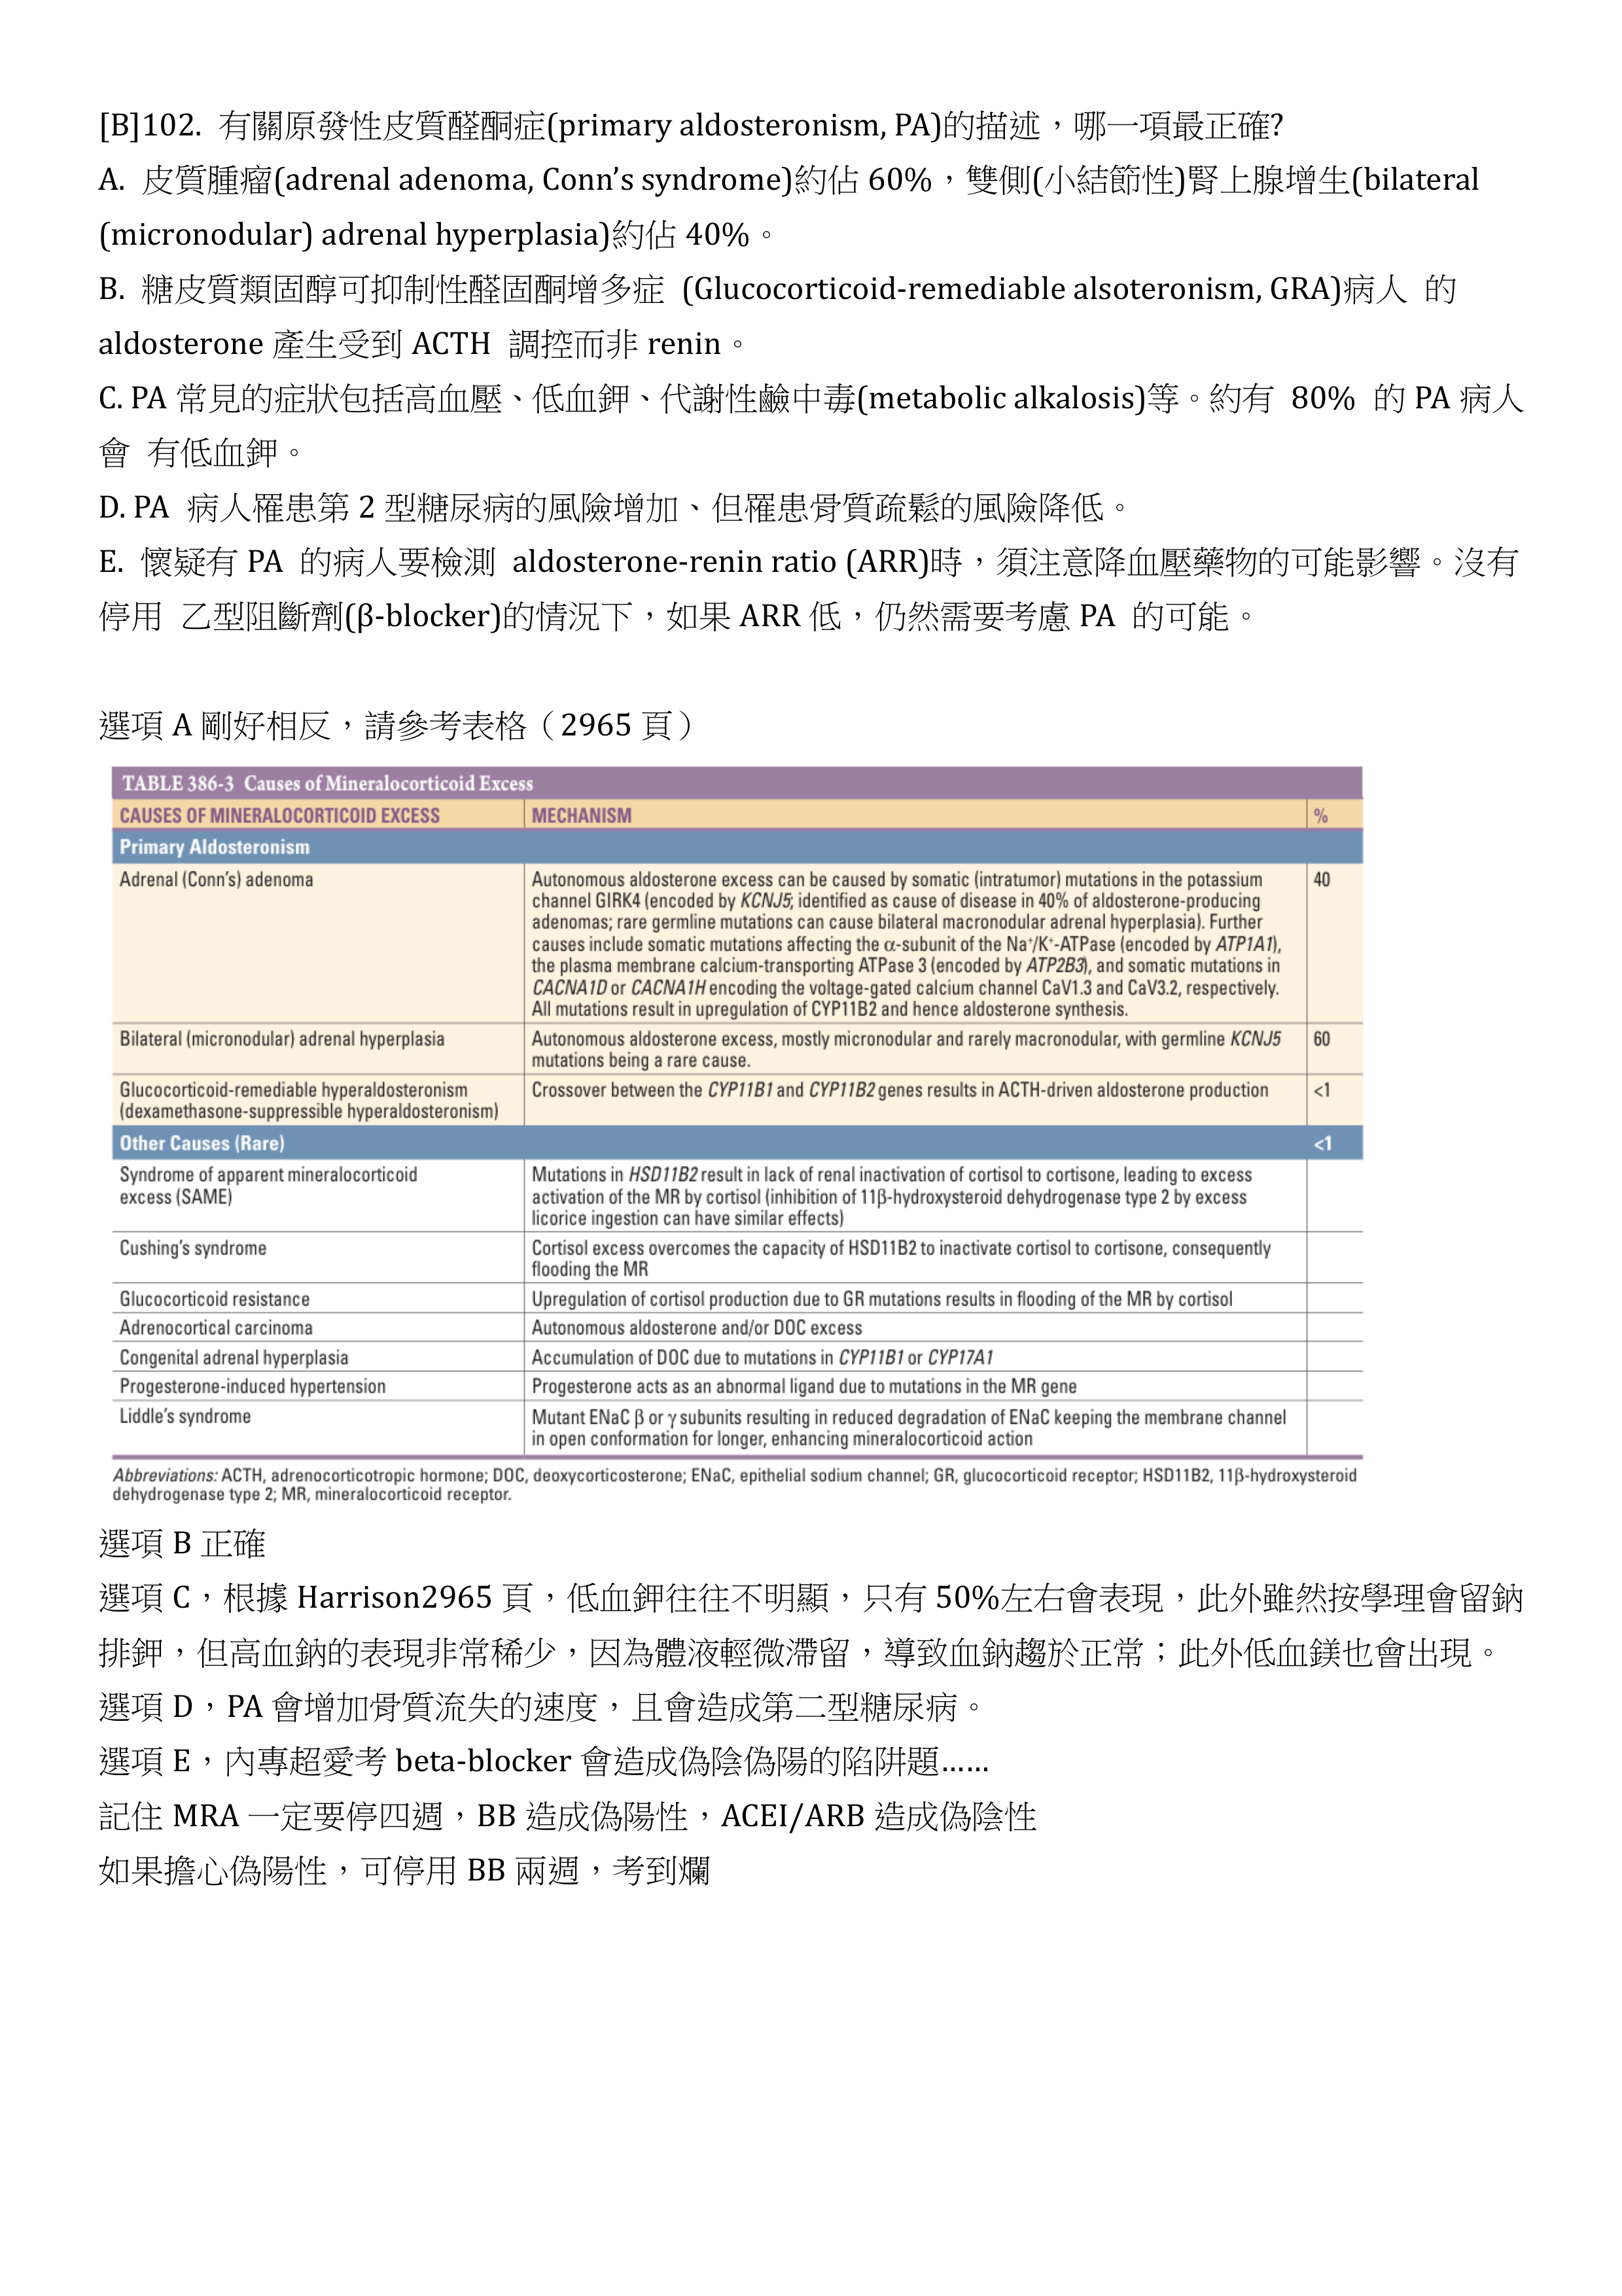 [B]102. 有關原發性皮質醛酮症(primary aldosteronism, PA)的描述，哪一項最正確?
A. 皮質腫瘤(adrenal adenoma, Conn’s syndrome)約佔 60%，雙側(小結節性)腎上腺增生(bilateral
(micronodular) adrenal hyperplasia)約佔 40%。
B. 糖皮質類固醇可抑制性醛固酮增多症 (Glucocorticoid-remediable alsoteronism, GRA)病人 的
aldosterone 產生受到 ACTH 調控而非 renin。
C. PA 常見的症狀包括高血壓、低血鉀、代謝性鹼中毒(metabolic alkalosis)等。約有 80% 的 PA 病人
會 有低血鉀。
D. PA 病人罹患第 2 型糖尿病的風險增加、但罹患骨質疏鬆的風險降低。
E. 懷疑有 PA 的病人要檢測 aldosterone-renin ratio (ARR)時，須注意降血壓藥物的可能影響。沒有
停用 乙型阻斷劑(β-blocker)的情況下，如果 ARR 低，仍然需要考慮 PA 的可能。
選項 A 剛好相反，請參考表格（2965 頁）
TABLE 386-3 Causes of Mineralocorticoid Excess
CAUSES OF MINERALOCORTICOID EXCESS MECHANISM %
Primary Aldosteronism
Adrenal (Conn’s) adenoma Autonomous aldosterone excess can be caused by somatic (intratumor) mutations in the potassium 40
channel GIRK4 (encoded by KCNJ5; identified as cause of disease in 40% of aldosterone-producing
adenomas; rare germline mutations can cause bilateral macronodular adrenal hyperplasia). Further
causes include somatic mutations affecting the α-subunit of the Na⁺/K⁺-ATPase (encoded by ATP1A1),
the plasma membrane calcium-transporting ATPase 3 (encoded by ATP2B3), and somatic mutations in
CACNA1D or CACNA1H encoding the voltage-gated calcium channel CaV1.3 and CaV3.2, respectively.
All mutations result in upregulation of CYP11B2 and hence aldosterone synthesis.
Bilateral (micronodular) adrenal hyperplasia Autonomous aldosterone excess, mostly micronodular and rarely macronodular, with germline KCNJ5 60
mutations being a rare cause.
Glucocorticoid-remediable hyperaldosteronism Crossover between the CYP11B1 and CYP11B2 genes results in ACTH-driven aldosterone production <1
(dexamethasone-suppressible hyperaldosteronism)
Other Causes (Rare) <1
Syndrome of apparent mineralocorticoid Mutations in HSD11B2 result in lack of renal inactivation of cortisol to cortisone, leading to excess
excess (SAME) activation of the MR by cortisol (inhibition of 11β-hydroxysteroid dehydrogenase type 2 by excess
licorice ingestion can have similar effects)
Cushing’s syndrome Cortisol excess overcomes the capacity of HSD11B2 to inactivate cortisol to cortisone, consequently
flooding the MR
Glucocorticoid resistance Upregulation of cortisol production due to GR mutations results in flooding of the MR by cortisol
Adrenocortical carcinoma Autonomous aldosterone and/or DOC excess
Congenital adrenal hyperplasia Accumulation of DOC due to mutations in CYP11B1 or CYP17A1
Progesterone-induced hypertension Progesterone acts as an abnormal ligand due to mutations in the MR gene
Liddle’s syndrome Mutant ENaC β or γ subunits resulting in reduced degradation of ENaC keeping the membrane channel
in open conformation for longer, enhancing mineralocorticoid action
Abbreviations: ACTH, adrenocorticotropic hormone; DOC, deoxycorticosterone; ENaC, epithelial sodium channel; GR, glucocorticoid receptor; HSD11B2, 11β-hydroxysteroid
dehydrogenase type 2; MR, mineralocorticoid receptor.
選項 B 正確
選項 C，根據 Harrison2965 頁，低血鉀往往不明顯，只有 50%左右會表現，此外雖然按學理會留鈉
排鉀，但高血鈉的表現非常稀少，因為體液輕微滯留，導致血鈉趨於正常；此外低血鎂也會出現。
選項 D，PA 會增加骨質流失的速度，且會造成第二型糖尿病。
選項 E，內專超愛考 beta-blocker 會造成偽陰偽陽的陷阱題......
記住 MRA 一定要停四週，BB 造成偽陽性，ACEI/ARB 造成偽陰性
如果擔心偽陽性，可停用 BB 兩週，考到爛